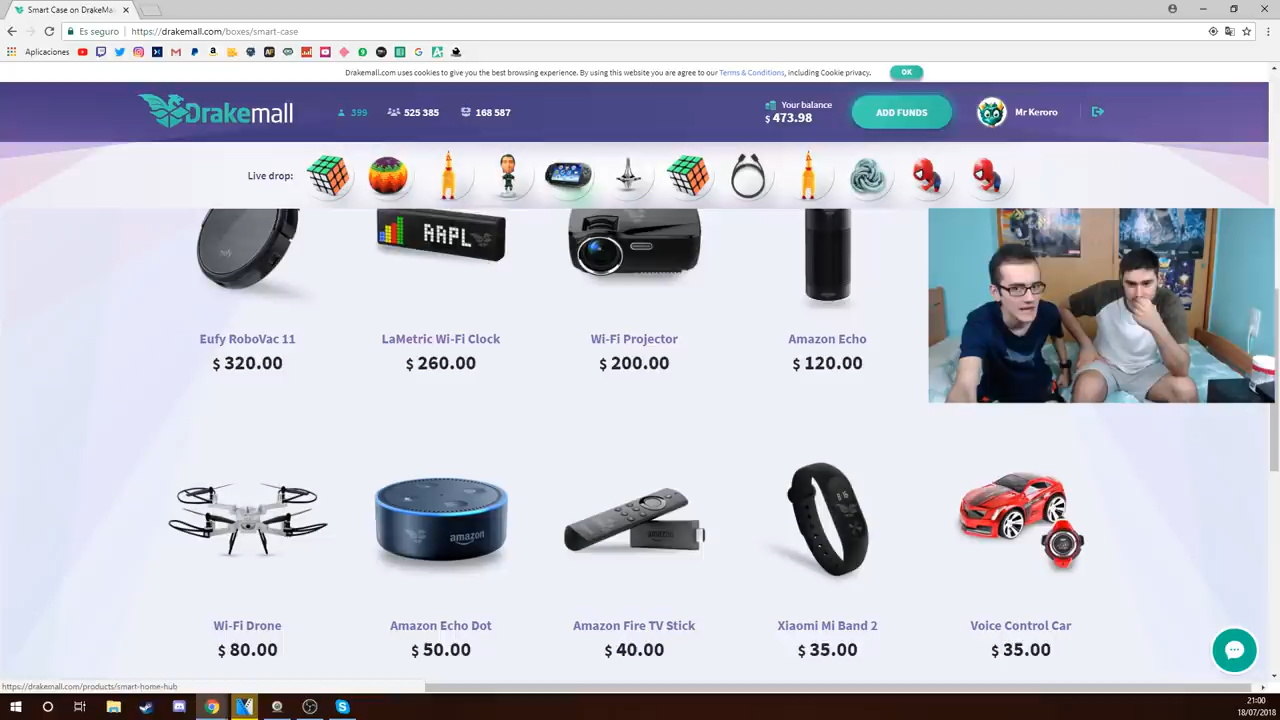 Smart Case on DrakeMal
Es seguro
https://drakemall.com/boxes/smart-case
Aplicaciones
Drakemall.com uses cookies to give you the best browsing experience. By using this website you are agree to our Terms & Conditions, including Cookie privacy.
OK
Drakemall
399
525 385
168 587
Your balance
$ 473.98
ADD FUNDS
Mr Keroro
Live drop:
eufy
AAPL
Eufy RoboVac 11
$ 320.00
LaMetric Wi-Fi Clock
$ 260.00
Wi-Fi Projector
$ 200.00
Amazon Echo
$ 120.00
amazon
Wi-Fi Drone
$ 80.00
Amazon Echo Dot
$ 50.00
Amazon Fire TV Stick
$ 40.00
Xiaomi Mi Band 2
$ 35.00
Voice Control Car
$ 35.00
https://drakemall.com/products/smart-home-hub
21:00
18/07/2018